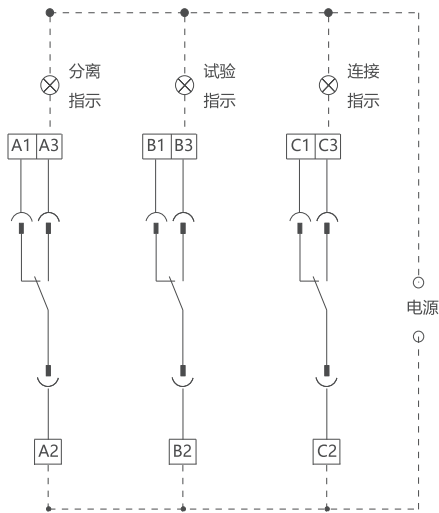 分离 试验 连接
指示 指示 指示
A1 A3 B1 B3 C1 C3
电源
A2 B2 C2